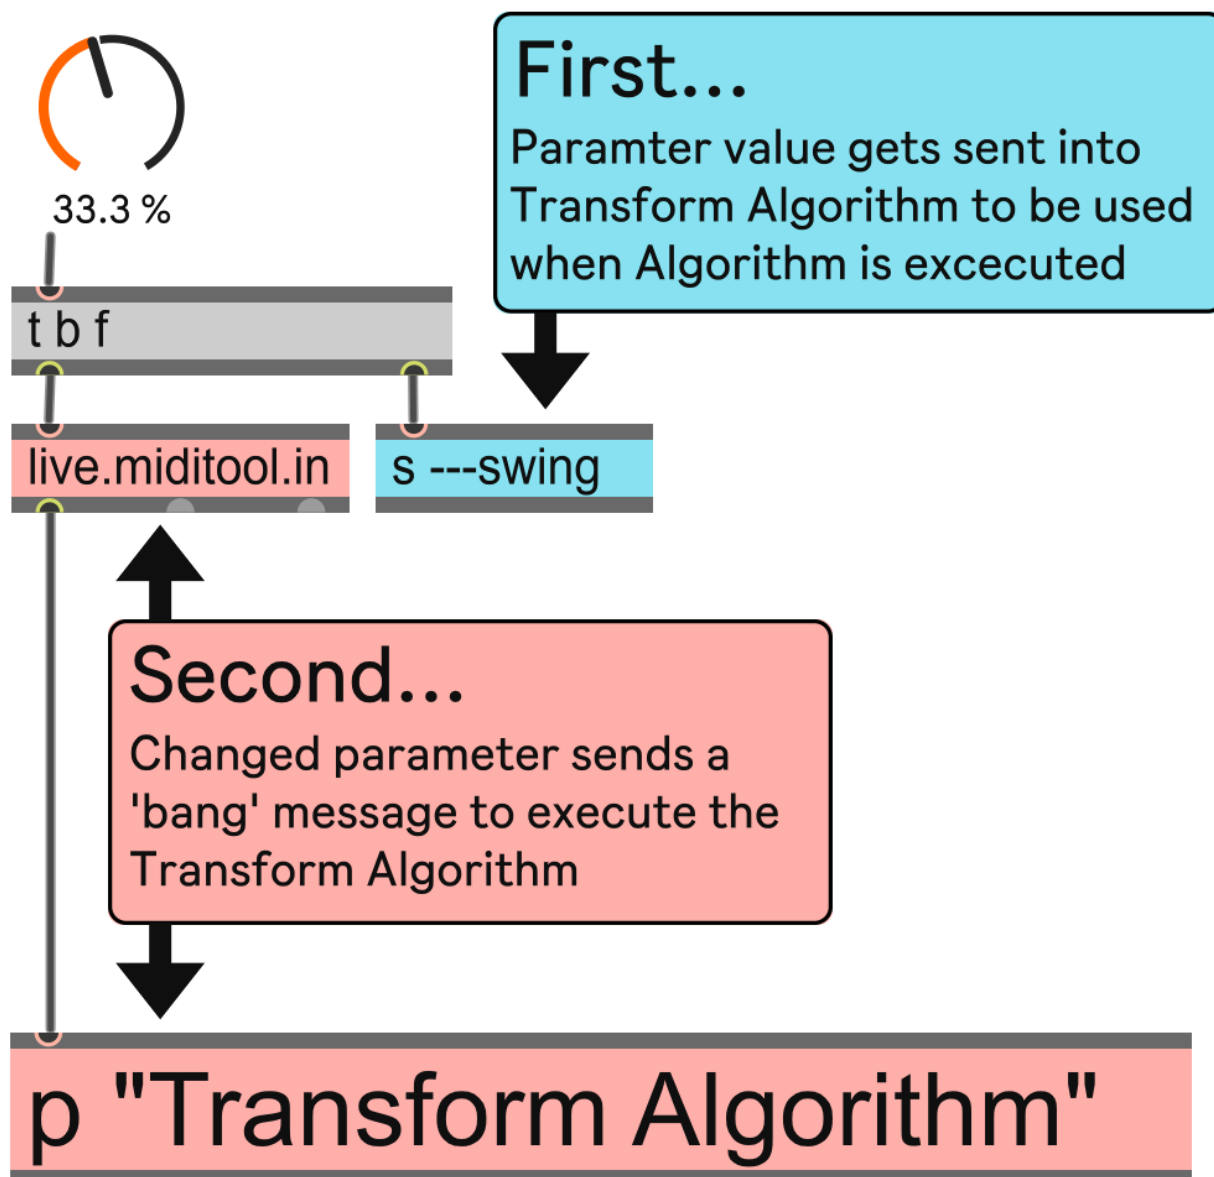 First...
Paramter value gets sent into
Transform Algorithm to be used
when Algorithm is excecuted
33.3 %
t b f
live.miditool.in
s ---swing
Second...
Changed parameter sends a
'bang' message to execute the
Transform Algorithm
p "Transform Algorithm"